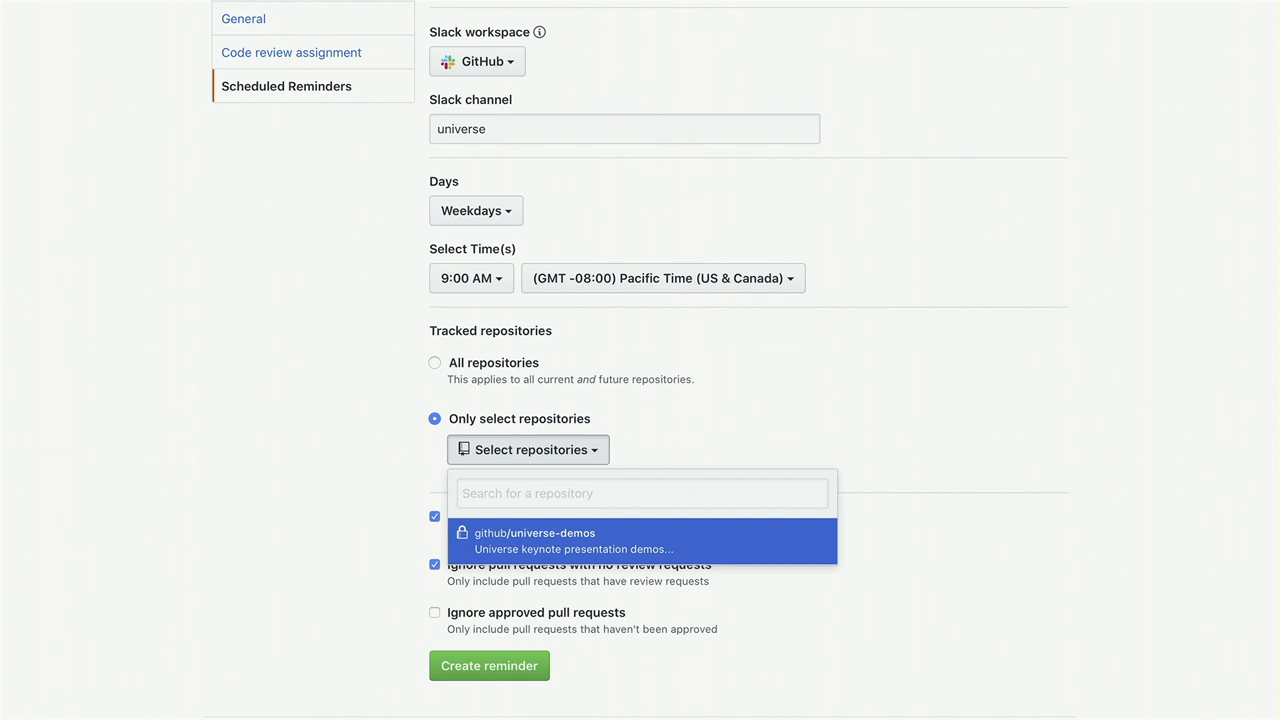 General
Code review assignment
Scheduled Reminders
Slack workspace
GitHub
Slack channel
universe
Days
Weekdays
Select Time(s)
9:00 AM
(GMT -08:00) Pacific Time (US & Canada)
Tracked repositories
All repositories
This applies to all current and future repositories.
Only select repositories
Select repositories
Search for a repository
github/universe-demos
Universe keynote presentation demos...
Ignore pull requests with no review requests
Only include pull requests that have review requests
Ignore approved pull requests
Only include pull requests that haven't been approved
Create reminder